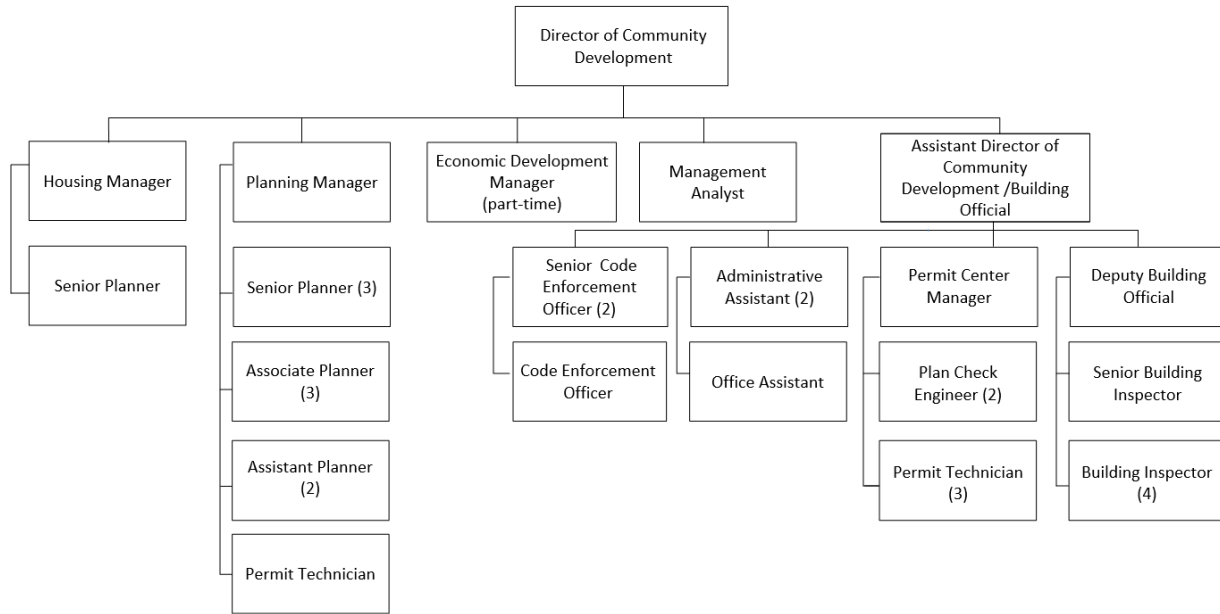 Director of Community
Development
Housing Manager
Planning Manager
Economic Development
Manager
(part-time)
Management
Analyst
Assistant Director of
Community
Development /Building
Official
Senior Planner
Senior Planner (3)
Senior  Code
Enforcement
Officer (2)
Administrative
Assistant (2)
Permit Center
Manager
Deputy Building
Official
Associate Planner
(3)
Code Enforcement
Officer
Office Assistant
Plan Check
Engineer (2)
Senior Building
Inspector
Assistant Planner
(2)
Permit Technician
(3)
Building Inspector
(4)
Permit Technician